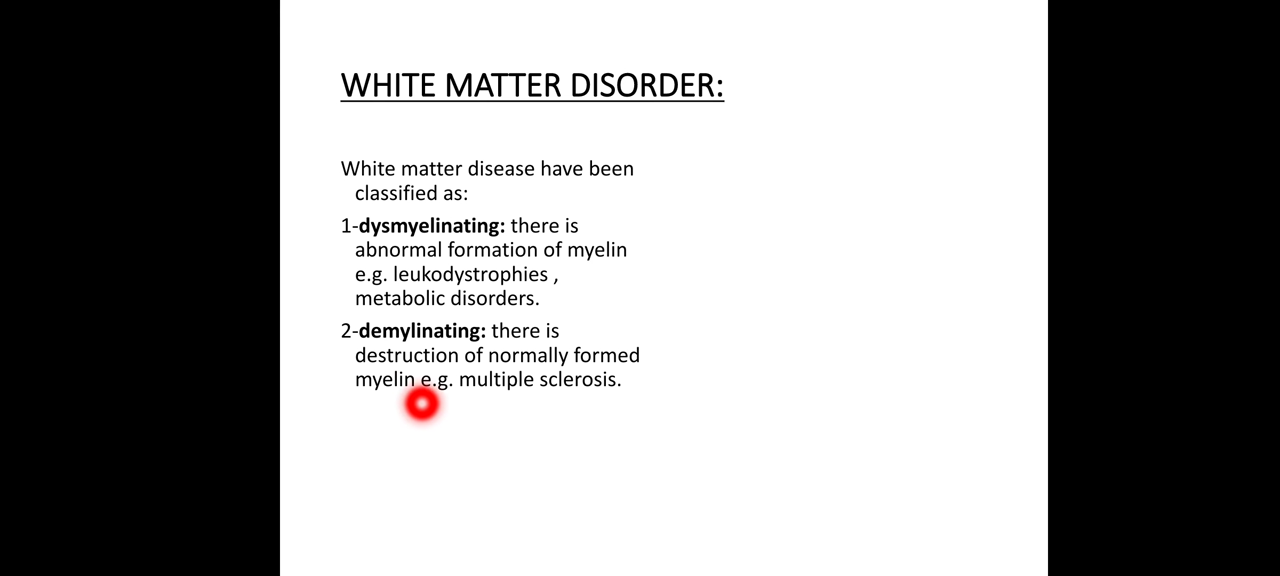 WHITE MATTER DISORDER:
White matter disease have been
classified as:
1-dysmyelinating: there is
abnormal formation of myelin
e.g. leukodystrophies ,
metabolic disorders.
2-demylinating: there is
destruction of normally formed
myelin e.g. multiple sclerosis.